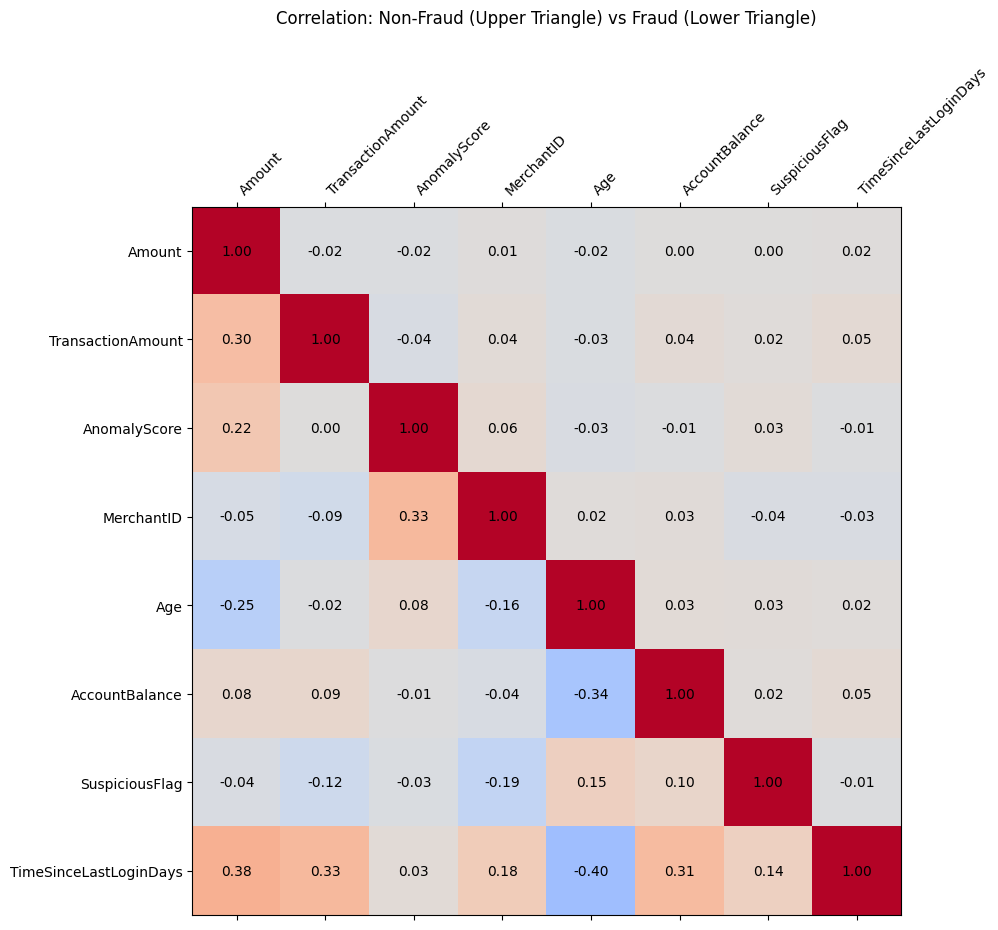 Correlation: Non-Fraud (Upper Triangle) vs Fraud (Lower Triangle)
Amount TransactionAmount AnomalyScore MerchantID Age AccountBalance SuspiciousFlag TimeSinceLastLoginDays
Amount 1.00 -0.02 -0.02 0.01 -0.02 0.00 0.00 0.02
TransactionAmount 0.30 1.00 -0.04 0.04 -0.03 0.04 0.02 0.05
AnomalyScore 0.22 0.00 1.00 0.06 -0.03 -0.01 0.03 -0.01
MerchantID -0.05 -0.09 0.33 1.00 0.02 0.03 -0.04 -0.03
Age -0.25 -0.02 0.08 -0.16 1.00 0.03 0.03 0.02
AccountBalance 0.08 0.09 -0.01 -0.04 -0.34 1.00 0.02 0.05
SuspiciousFlag -0.04 -0.12 -0.03 -0.19 0.15 0.10 1.00 -0.01
TimeSinceLastLoginDays 0.38 0.33 0.03 0.18 -0.40 0.31 0.14 1.00